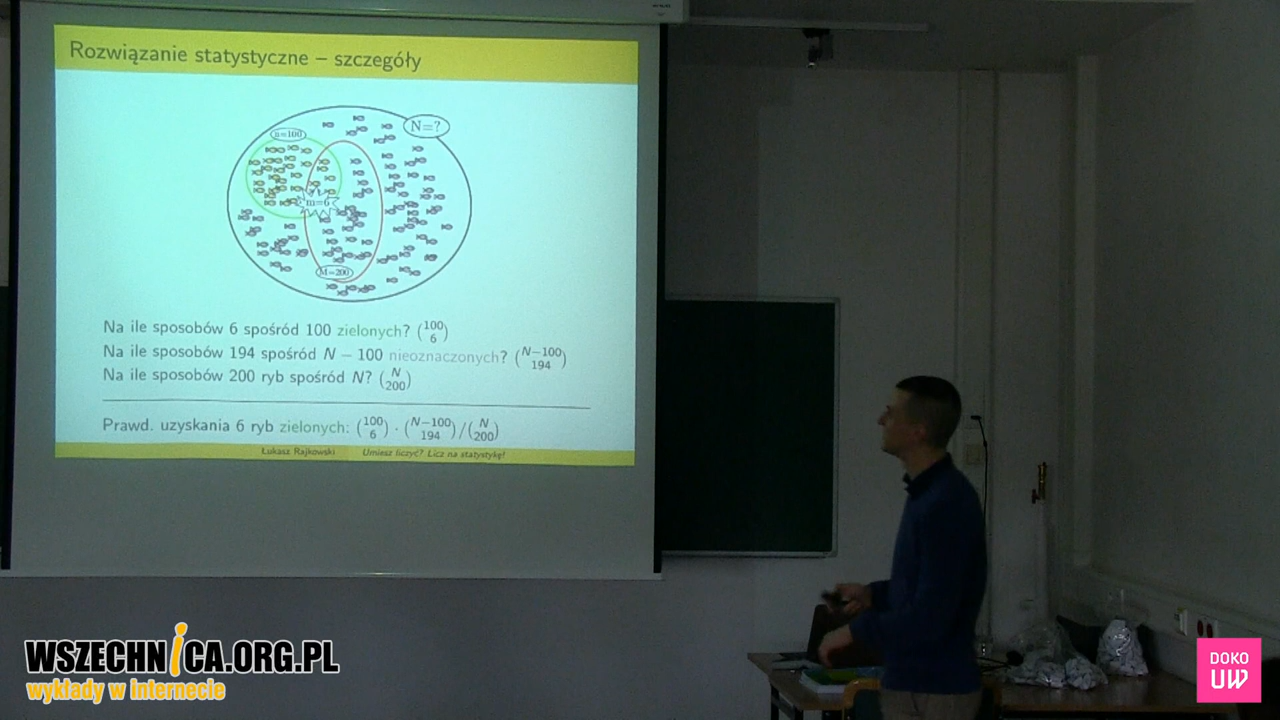 Rozwiązanie statystyczne – szczegóły
n=100
N=?
m=6
M=200
Na ile sposobów 6 spośród 100 zielonych? (100 6)
Na ile sposobów 194 spośród N − 100 nieoznaczonych? (N−100 194)
Na ile sposobów 200 ryb spośród N? (N 200)
Prawd. uzyskania 6 ryb zielonych: (100 6) · (N−100 194)/(N 200)
Łukasz Rajkowski Umiesz liczyć? Licz na statystykę!
WSZECHNiCA.ORG.PL
wykłady w internecie
DOKO
UW